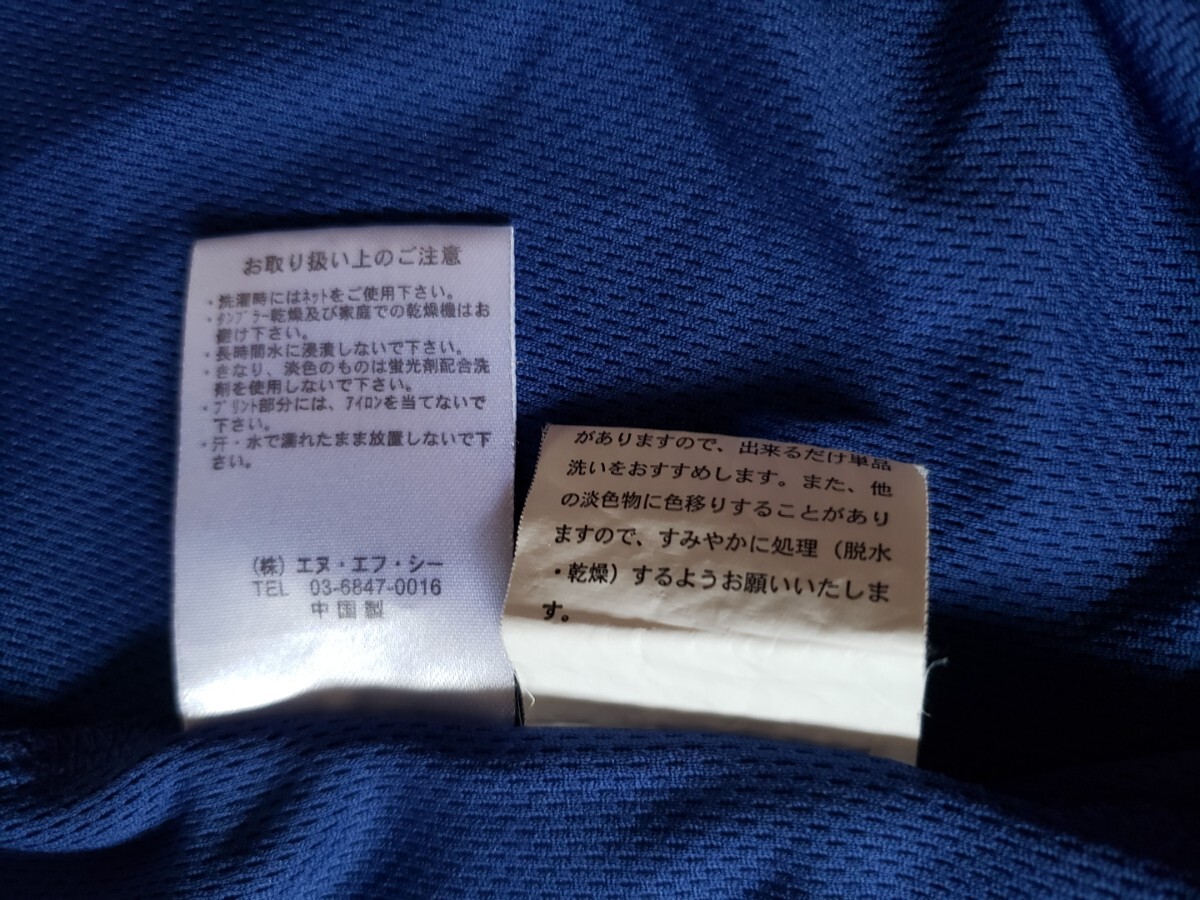 お取り扱い上のご注意
・洗濯時にはネットをご使用下さい。
・タンブラー乾燥及び家庭での乾燥機はお
避け下さい。
・長時間水に浸漬しないで下さい。
・きなり、淡色のものは蛍光剤配合洗
剤を使用しないで下さい。
・プリント部分には、アイロンを当てないで
下さい。
・汗・水で濡れたまま放置しないで下
さい。
(株) エヌ・エフ・シー
TEL 03-6847-0016
中国製
がありますので、出来るだけ単品
洗いをおすすめします。また、他
の淡色物に色移りすることがあり
ますので、すみやかに処理（脱水
・乾燥）するようお願いいたしま
す。